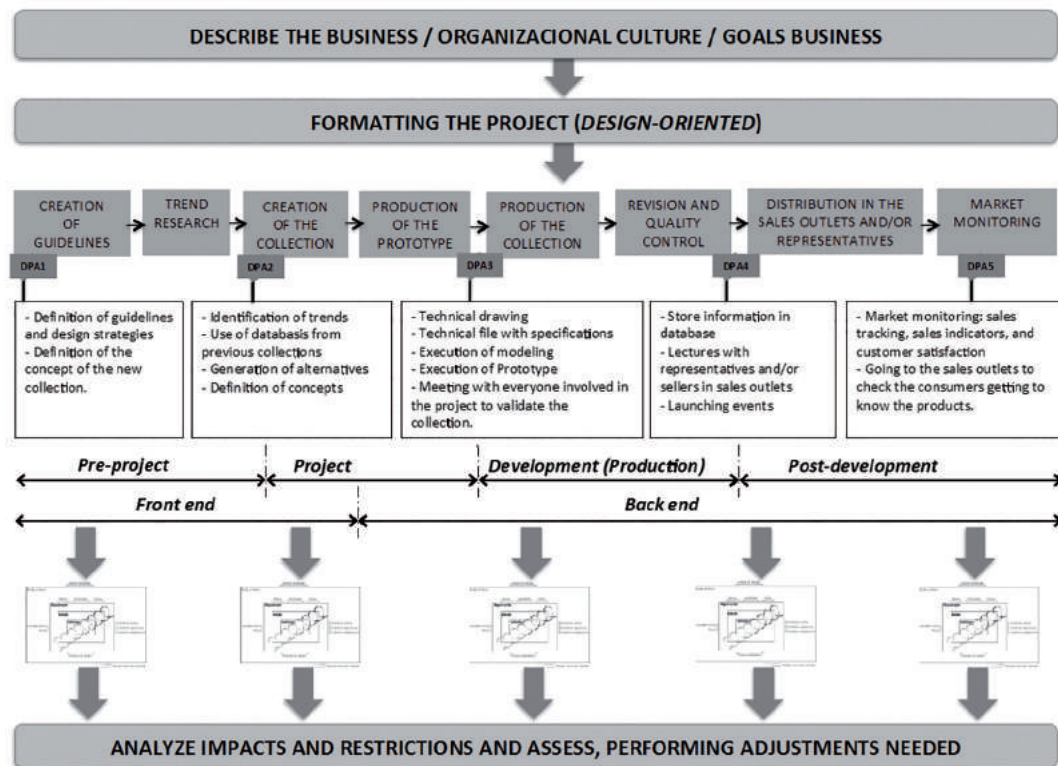 DESCRIBE THE BUSINESS / ORGANIZACIONAL CULTURE / GOALS BUSINESS
FORMATTING THE PROJECT (DESIGN-ORIENTED)
CREATION
OF
GUIDELINES
TREND
RESEARCH
CREATION
OF THE
COLLECTION
PRODUCTION
OF THE
PROTOTYPE
PRODUCTION
OF THE
COLLECTION
REVISION AND
QUALITY
CONTROL
DISTRIBUTION IN THE
SALES OUTLETS AND/OR
REPRESENTATIVES
MARKET
MONITORING
DPA1
DPA2
DPA3
DPA4
DPA5
- Definition of guidelines
and design strategies
- Definition of the
concept of the new
collection.
- Identification of trends
- Use of databasis from
previous collections
- Generation of alternatives
- Definition of concepts
- Technical drawing
- Technical file with specifications
- Execution of modeling
- Execution of Prototype
- Meeting with everyone involved in
the project to validate the
collection.
- Store information in
database
- Lectures with
representatives and/or
sellers in sales outlets
- Launching events
- Market monitoring: sales
tracking, sales indicators, and
customer satisfaction
- Going to the sales outlets to
check the consumers getting to
know the products.
Pre-project
Project
Development (Production)
Post-development
Front end
Back end
ANALYZE IMPACTS AND RESTRICTIONS AND ASSESS, PERFORMING ADJUSTMENTS NEEDED